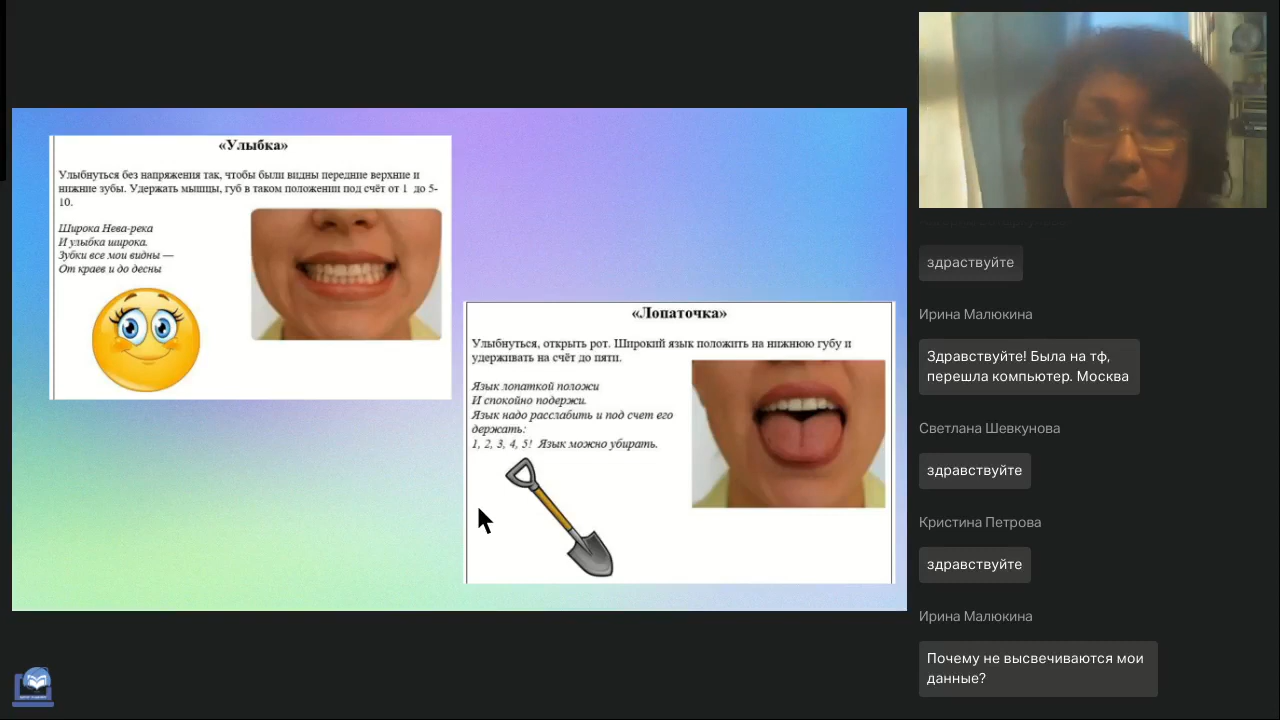 «Улыбка»
Улыбнуться без напряжения так, чтобы были видны передние верхние и
нижние зубы. Удержать мышцы, губ в таком положении под счёт от 1 до 5-
10.
Широка Нева-река
И улыбка широка.
Зубки все мои видны —
От краев и до десны
«Лопаточка»
Улыбнуться, открыть рот. Широкий язык положить на нижнюю губу и
удерживать на счёт до пяти.
Язык лопаткой положи
И спокойно подержи.
Язык надо расслабить и под счет его
держать:
1, 2, 3, 4, 5! Язык можно убирать.
здраствуйте
Ирина Малюкина
Здравствуйте! Была на тф,
перешла компьютер. Москва
Светлана Шевкунова
здравствуйте
Кристина Петрова
здравствуйте
Ирина Малюкина
Почему не высвечиваются мои
данные?